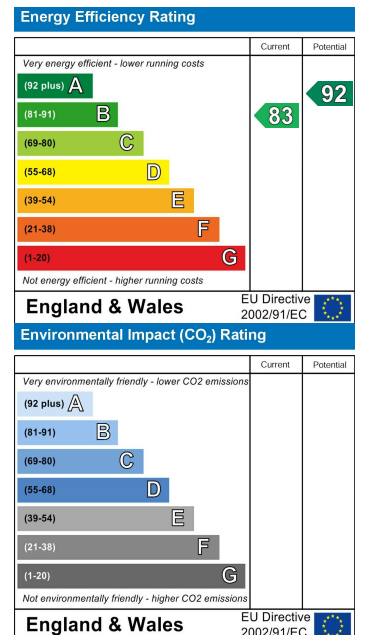 Energy Efficiency Rating
Current Potential
Very energy efficient - lower running costs
(92 plus) A
92
(81-91) B
83
(69-80) C
(55-68) D
(39-54) E
(21-38) F
(1-20) G
Not energy efficient - higher running costs
England & Wales
EU Directive
2002/91/EC
Environmental Impact (CO₂) Rating
Current Potential
Very environmentally friendly - lower CO2 emissions
(92 plus) A
(81-91) B
(69-80) C
(55-68) D
(39-54) E
(21-38) F
(1-20) G
Not environmentally friendly - higher CO2 emissions
England & Wales
EU Directive
2002/91/EC